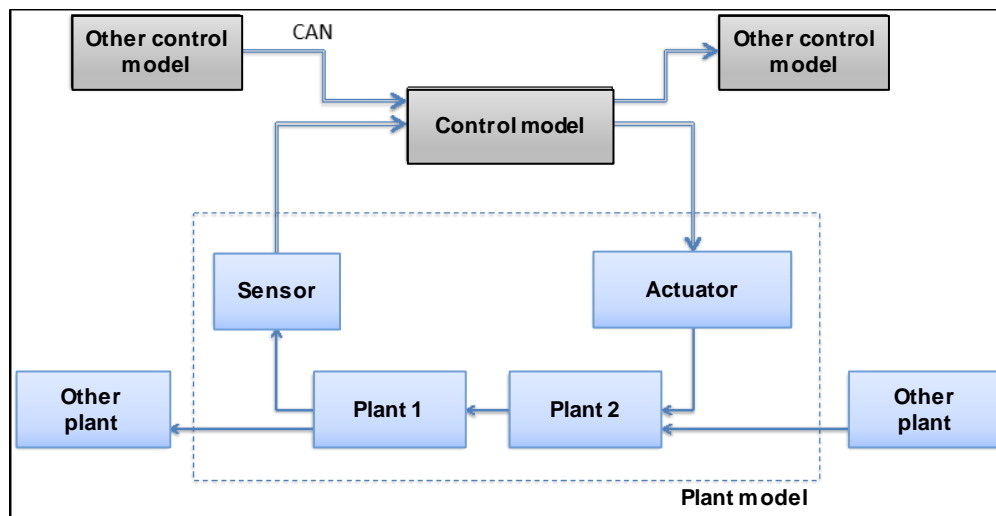 Other control
model
CAN
Other control
model
Control model
Sensor
Actuator
Other
plant
Plant 1
Plant 2
Other
plant
Plant model